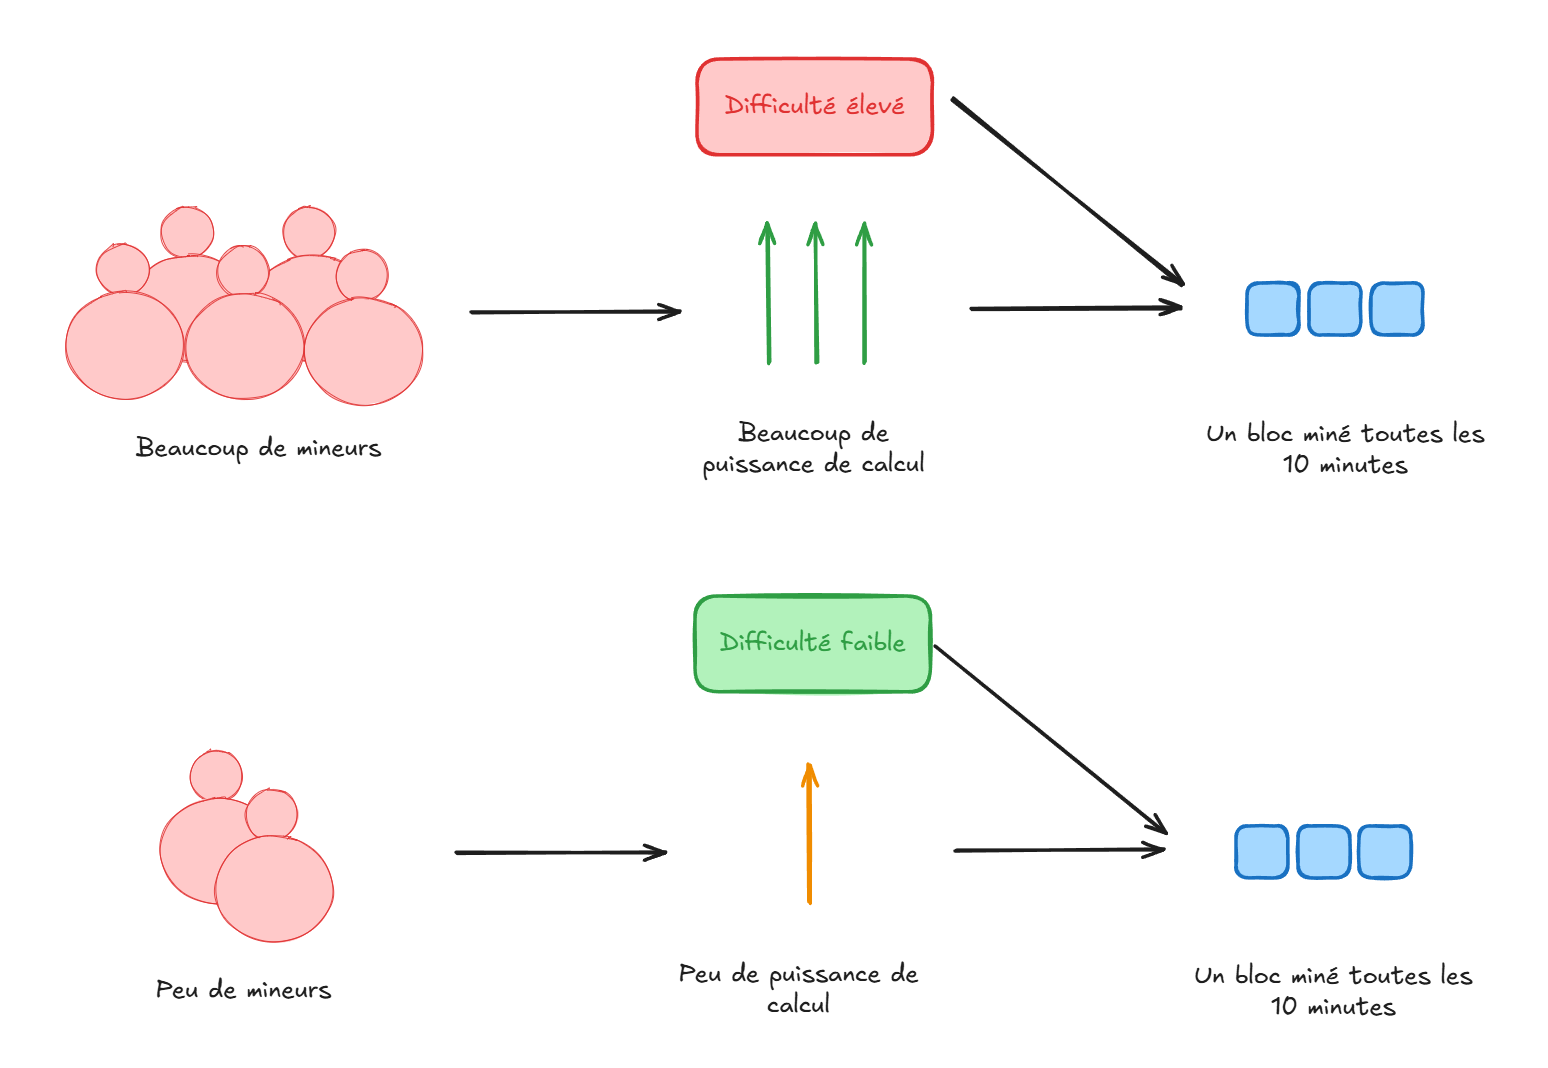 Difficulté élevé
Beaucoup de mineurs
Beaucoup de
puissance de calcul
Un bloc miné toutes les
10 minutes
Difficulté faible
Peu de mineurs
Peu de puissance de
calcul
Un bloc miné toutes les
10 minutes